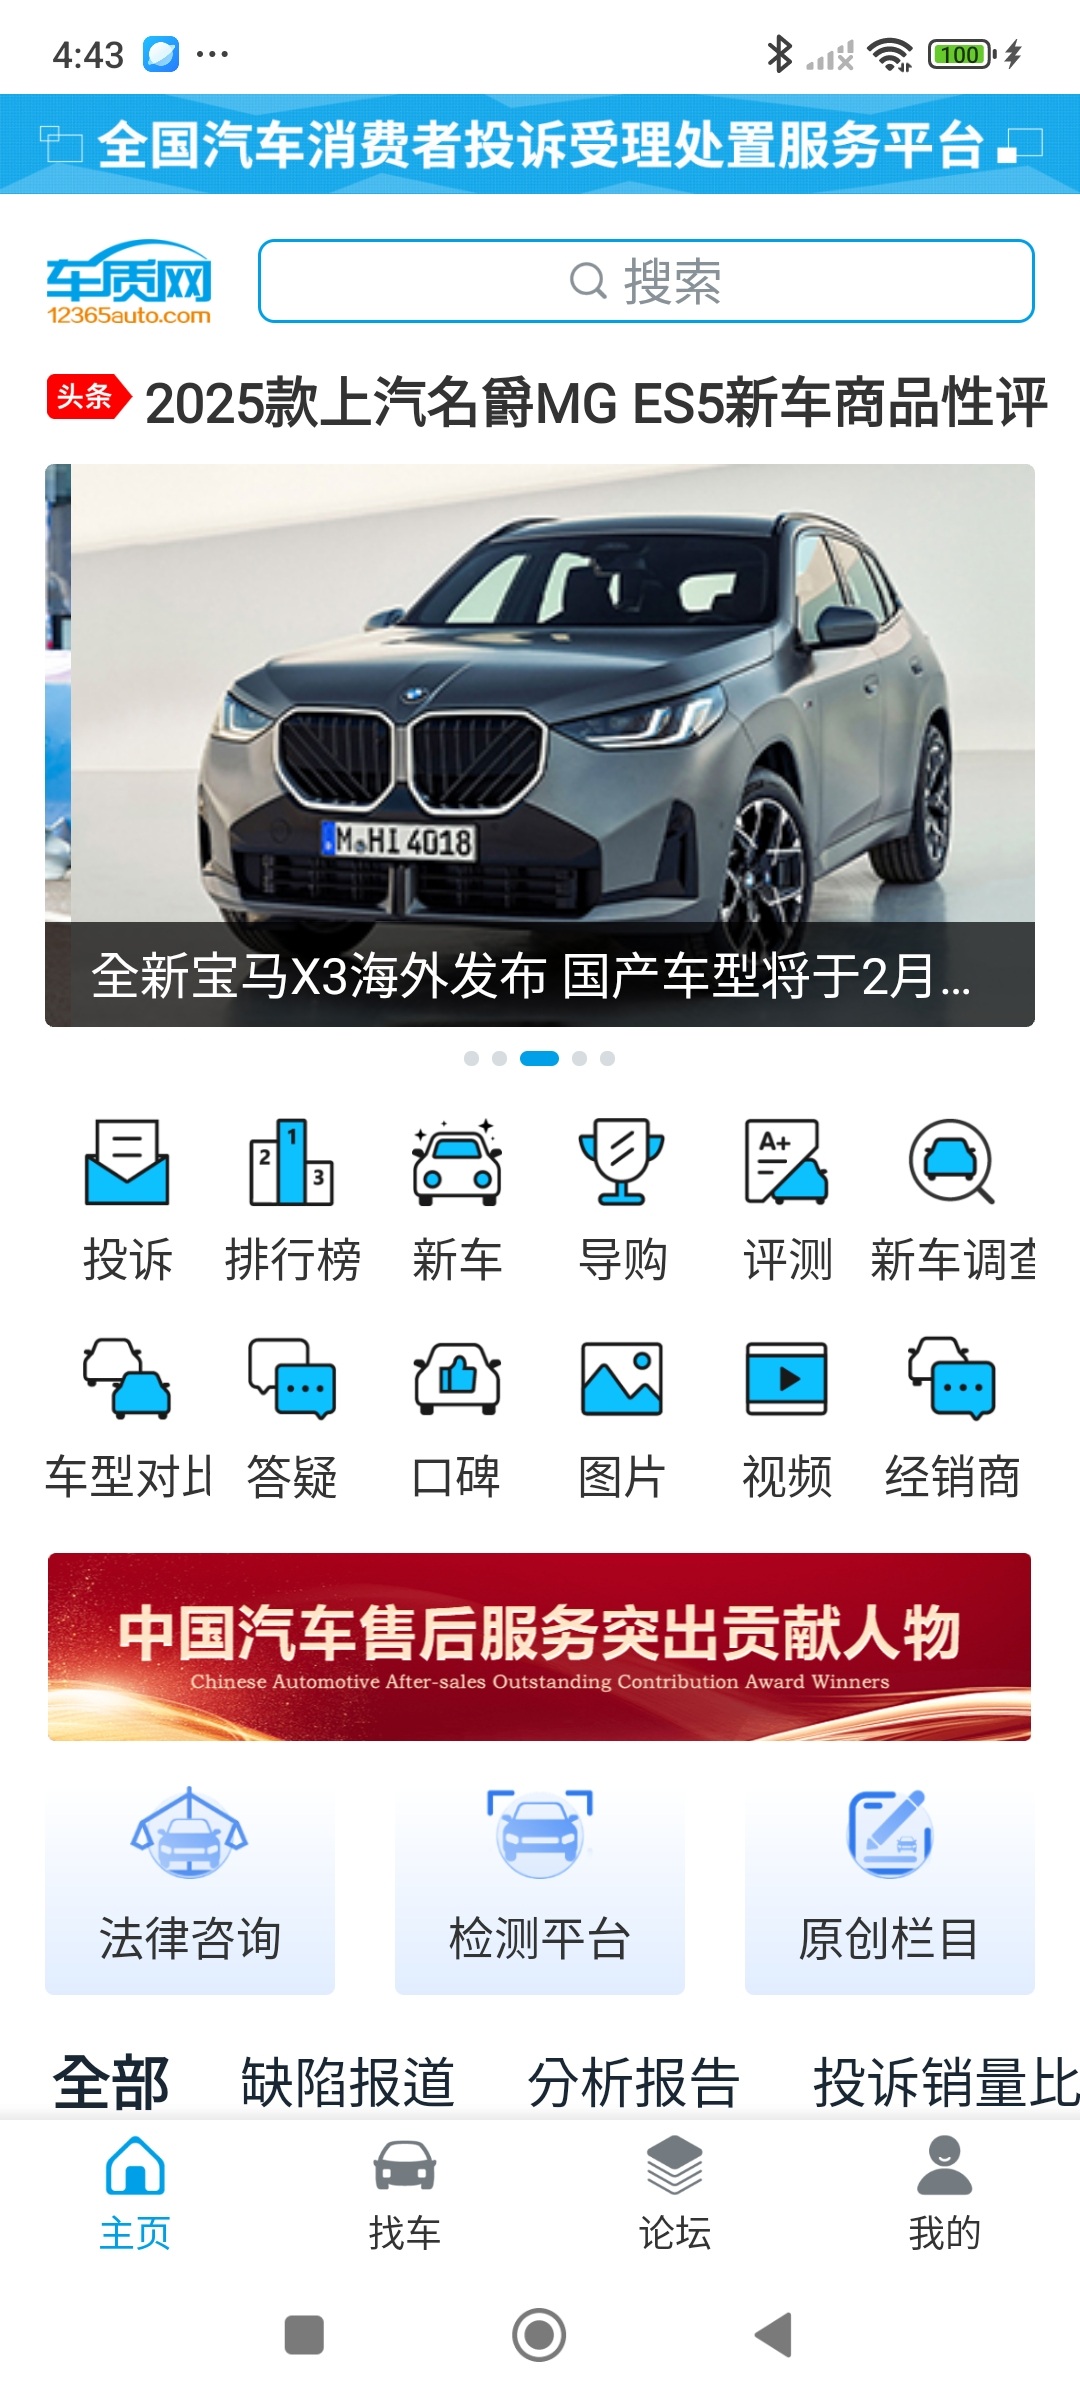 4:43
100
全国汽车消费者投诉受理处置服务平台
车质网
12365auto.com
搜索
头条
2025款上汽名爵MG ES5新车商品性评
M HI 4018
全新宝马X3海外发布 国产车型将于2月...
投诉
2 1 3
排行榜
新车
导购
A+
评测
新车调查
车型对比
答疑
口碑
图片
视频
经销商
中国汽车售后服务突出贡献人物
Chinese Automotive After-sales Outstanding Contribution Award Winners
法律咨询
检测平台
原创栏目
全部
缺陷报道
分析报告
投诉销量比
主页
找车
论坛
我的